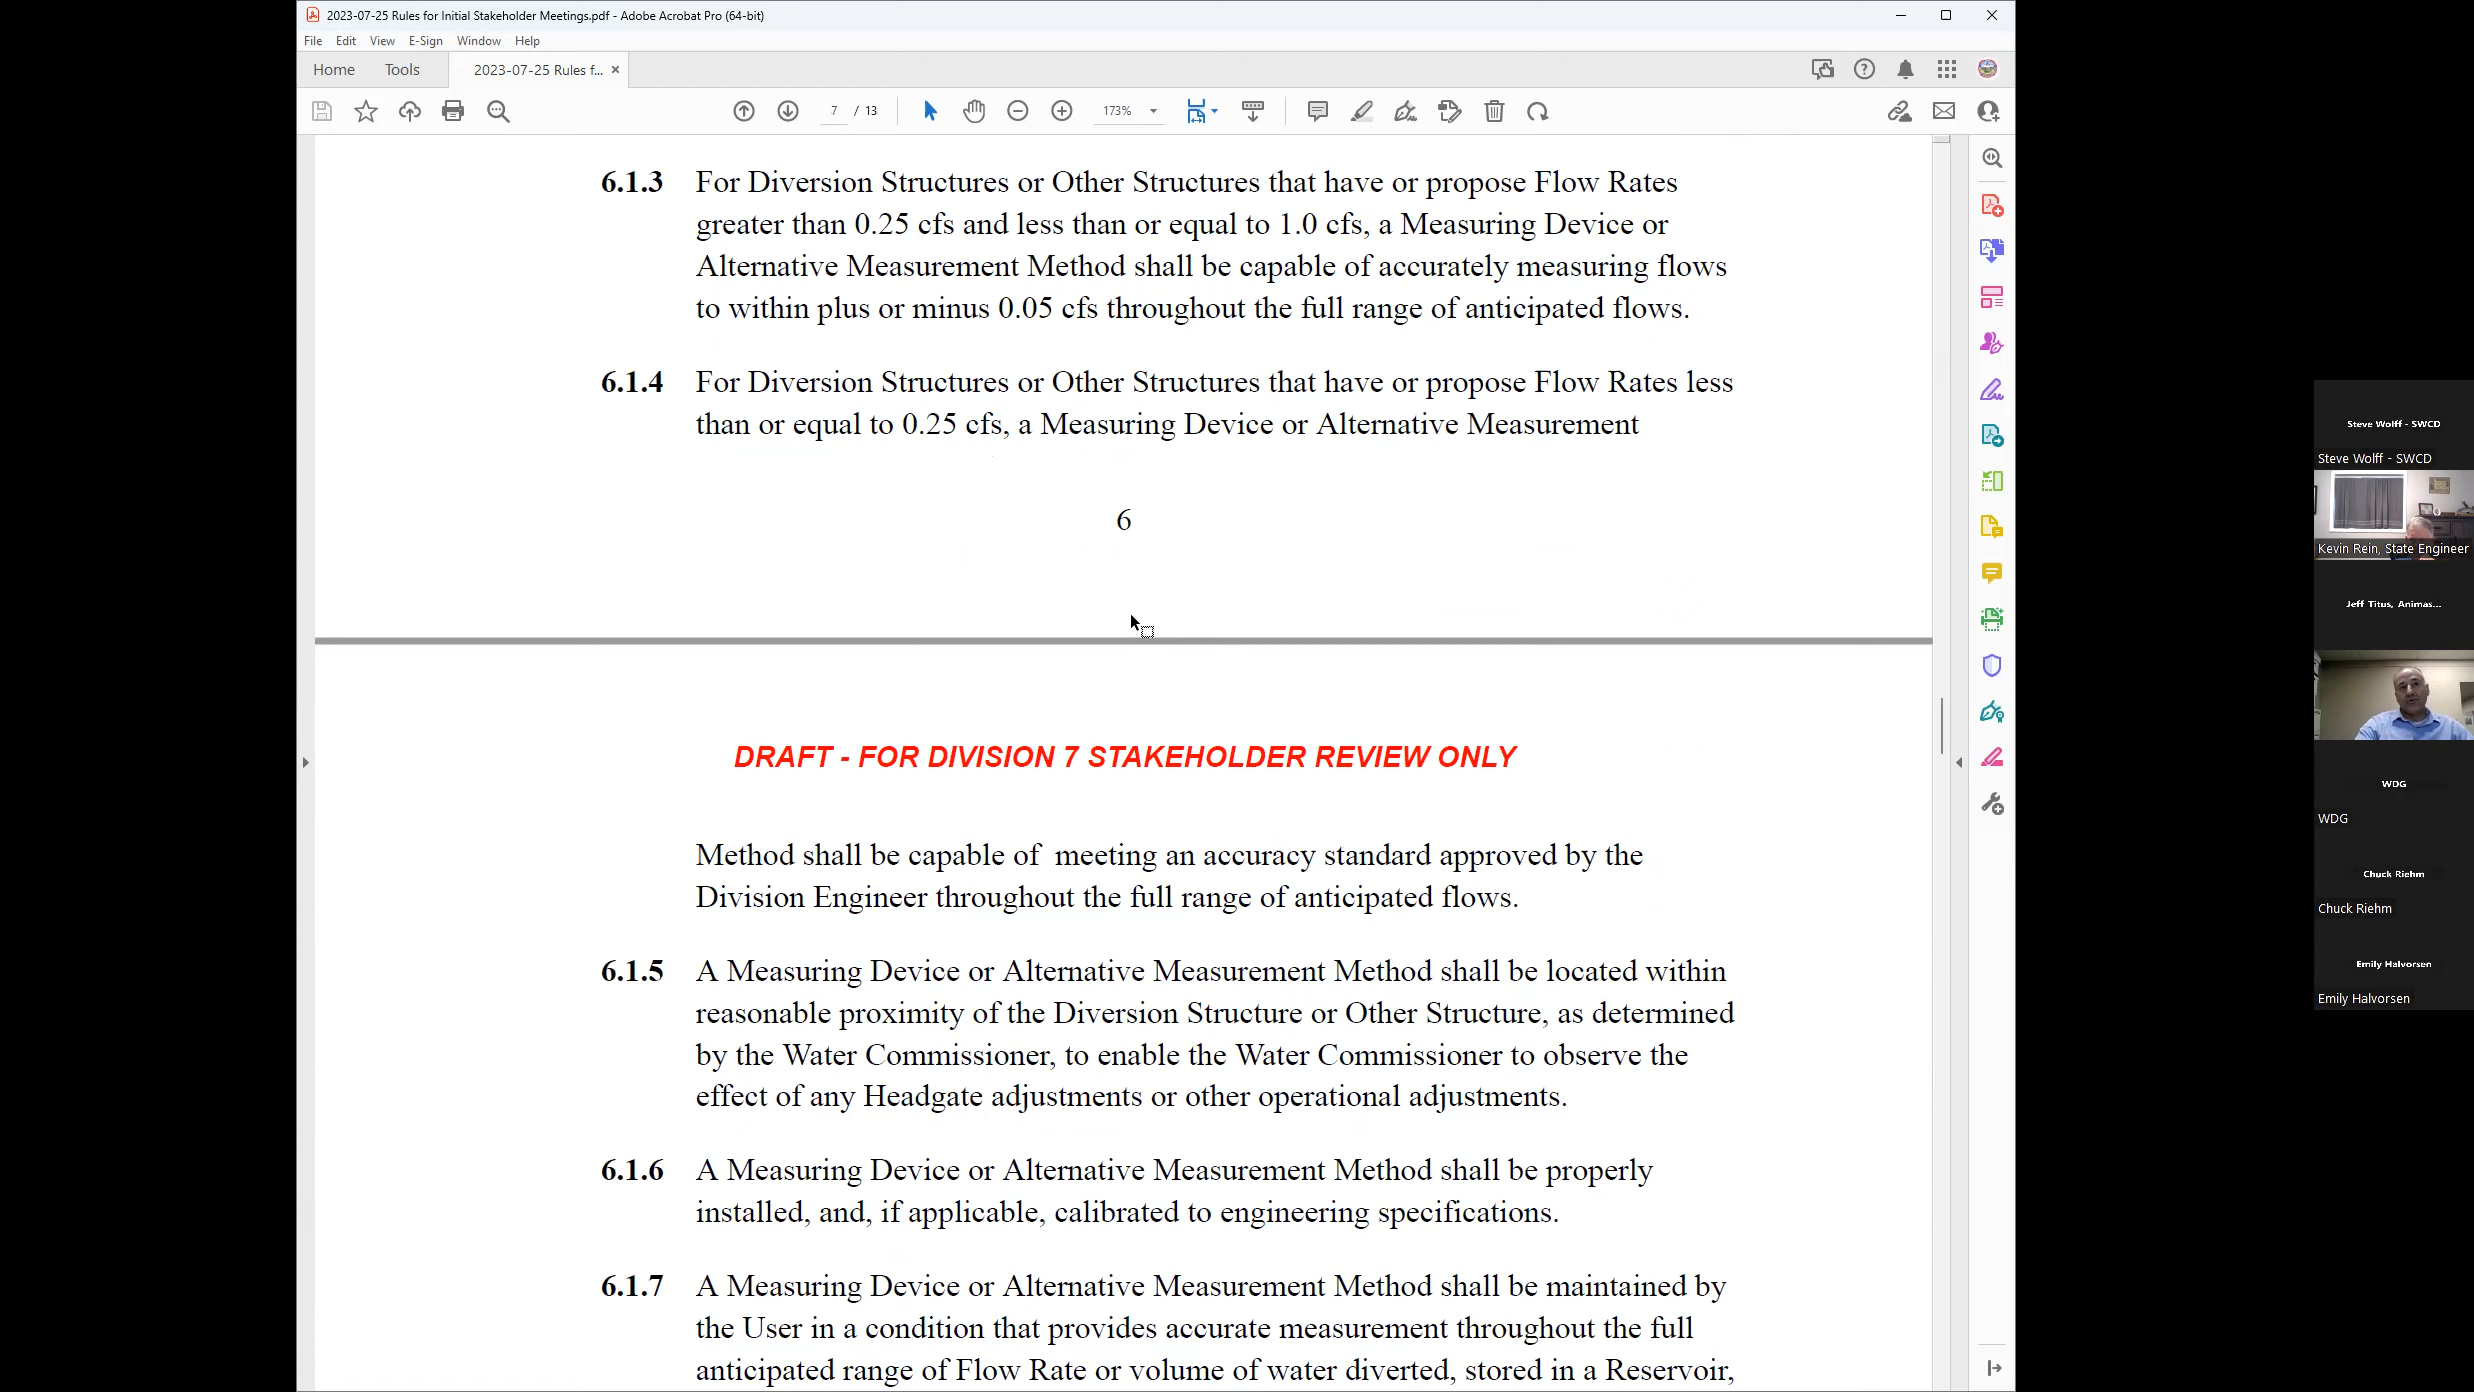 2023-07-25 Rules for Initial Stakeholder Meetings.pdf - Adobe Acrobat Pro (64-bit)
File Edit View E-Sign Window Help
Home Tools 2023-07-25 Rules f... ×
7 / 13 173%
6.1.3 For Diversion Structures or Other Structures that have or propose Flow Rates
greater than 0.25 cfs and less than or equal to 1.0 cfs, a Measuring Device or
Alternative Measurement Method shall be capable of accurately measuring flows
to within plus or minus 0.05 cfs throughout the full range of anticipated flows.
6.1.4 For Diversion Structures or Other Structures that have or propose Flow Rates less
than or equal to 0.25 cfs, a Measuring Device or Alternative Measurement
6
DRAFT - FOR DIVISION 7 STAKEHOLDER REVIEW ONLY
Method shall be capable of  meeting an accuracy standard approved by the
Division Engineer throughout the full range of anticipated flows.
6.1.5 A Measuring Device or Alternative Measurement Method shall be located within
reasonable proximity of the Diversion Structure or Other Structure, as determined
by the Water Commissioner, to enable the Water Commissioner to observe the
effect of any Headgate adjustments or other operational adjustments.
6.1.6 A Measuring Device or Alternative Measurement Method shall be properly
installed, and, if applicable, calibrated to engineering specifications.
6.1.7 A Measuring Device or Alternative Measurement Method shall be maintained by
the User in a condition that provides accurate measurement throughout the full
anticipated range of Flow Rate or volume of water diverted, stored in a Reservoir,
Steve Wolff - SWCD
Steve Wolff - SWCD
Kevin Rein, State Engineer
Jeff Titus, Animas...
WDG
WDG
Chuck Riehm
Chuck Riehm
Emily Halvorsen
Emily Halvorsen